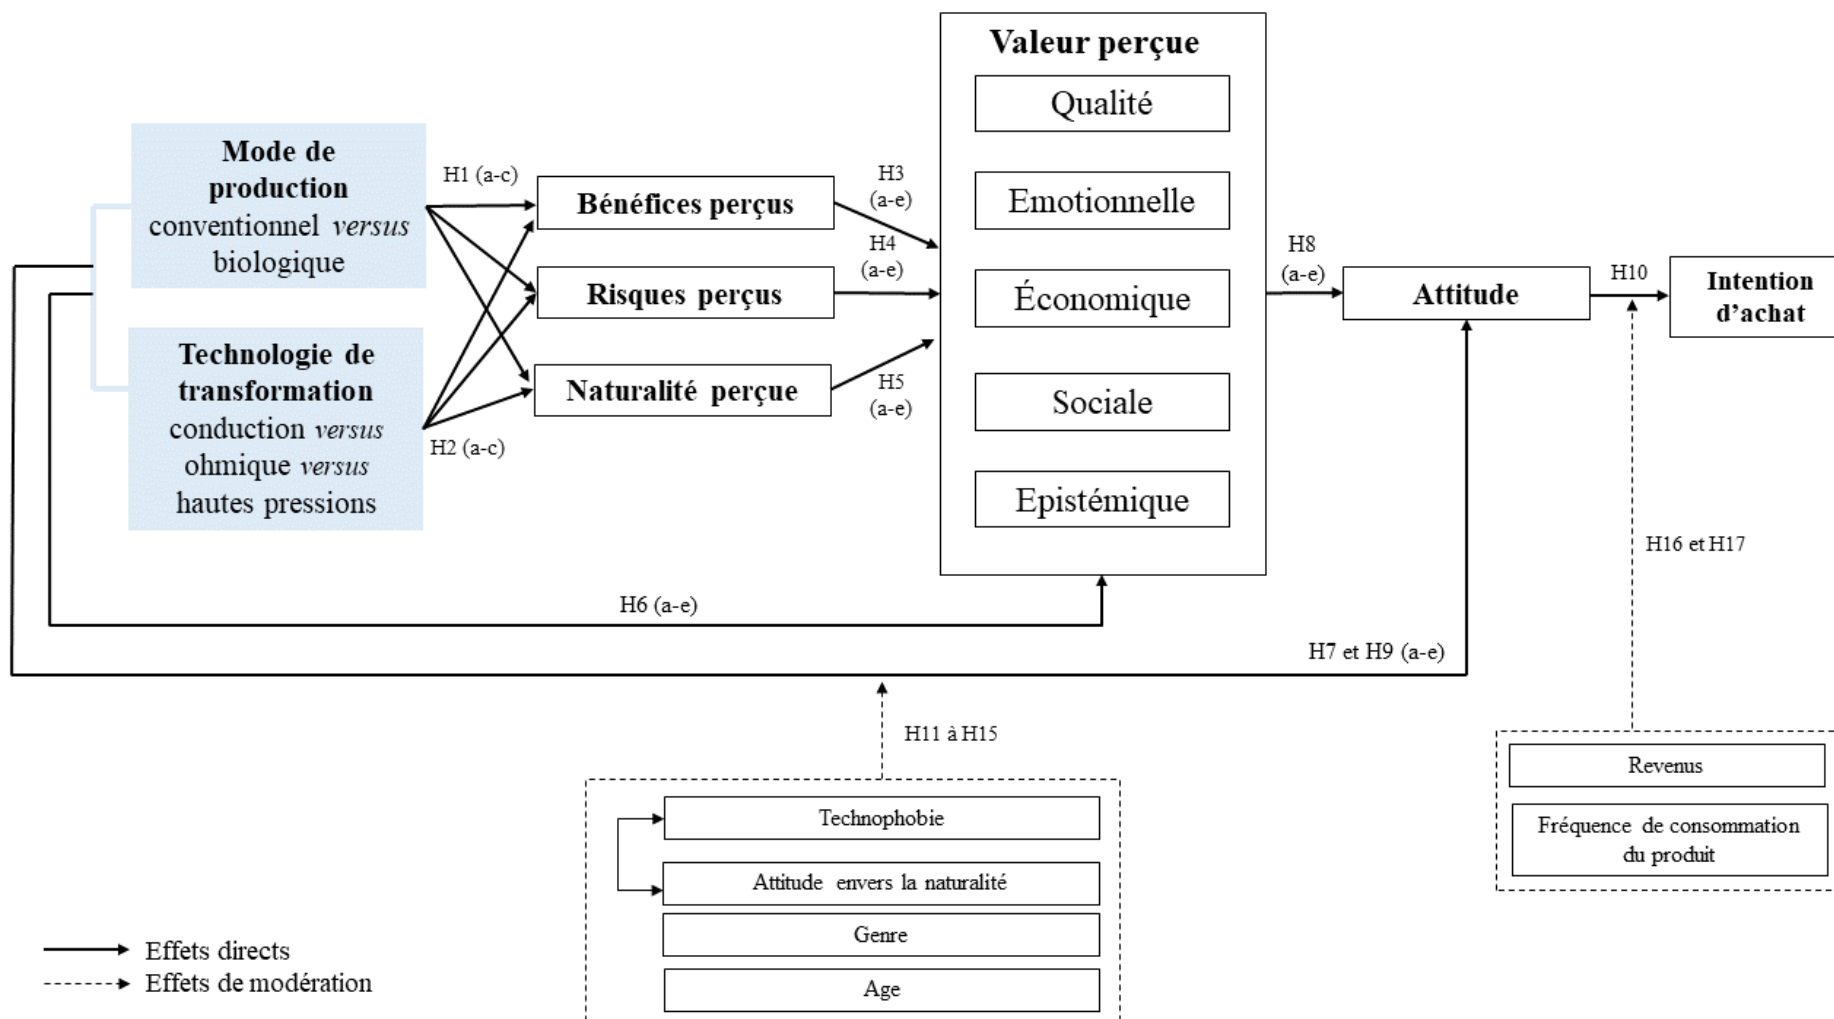 Valeur perçue
Qualité
Emotionnelle
Économique
Sociale
Epistémique
Mode de
production
conventionnel versus
biologique
Technologie de
transformation
conduction versus
ohmique versus
hautes pressions
H1 (a-c)
H2 (a-c)
Bénéfices perçus
Risques perçus
Naturalité perçue
H3
(a-e)
H4
(a-e)
H5
(a-e)
H8
(a-e)
Attitude
H10
Intention
d’achat
H16 et H17
H6 (a-e)
H7 et H9 (a-e)
H11 à H15
Technophobie
Attitude envers la naturalité
Genre
Age
Revenus
Fréquence de consommation
du produit
Effets directs
Effets de modération